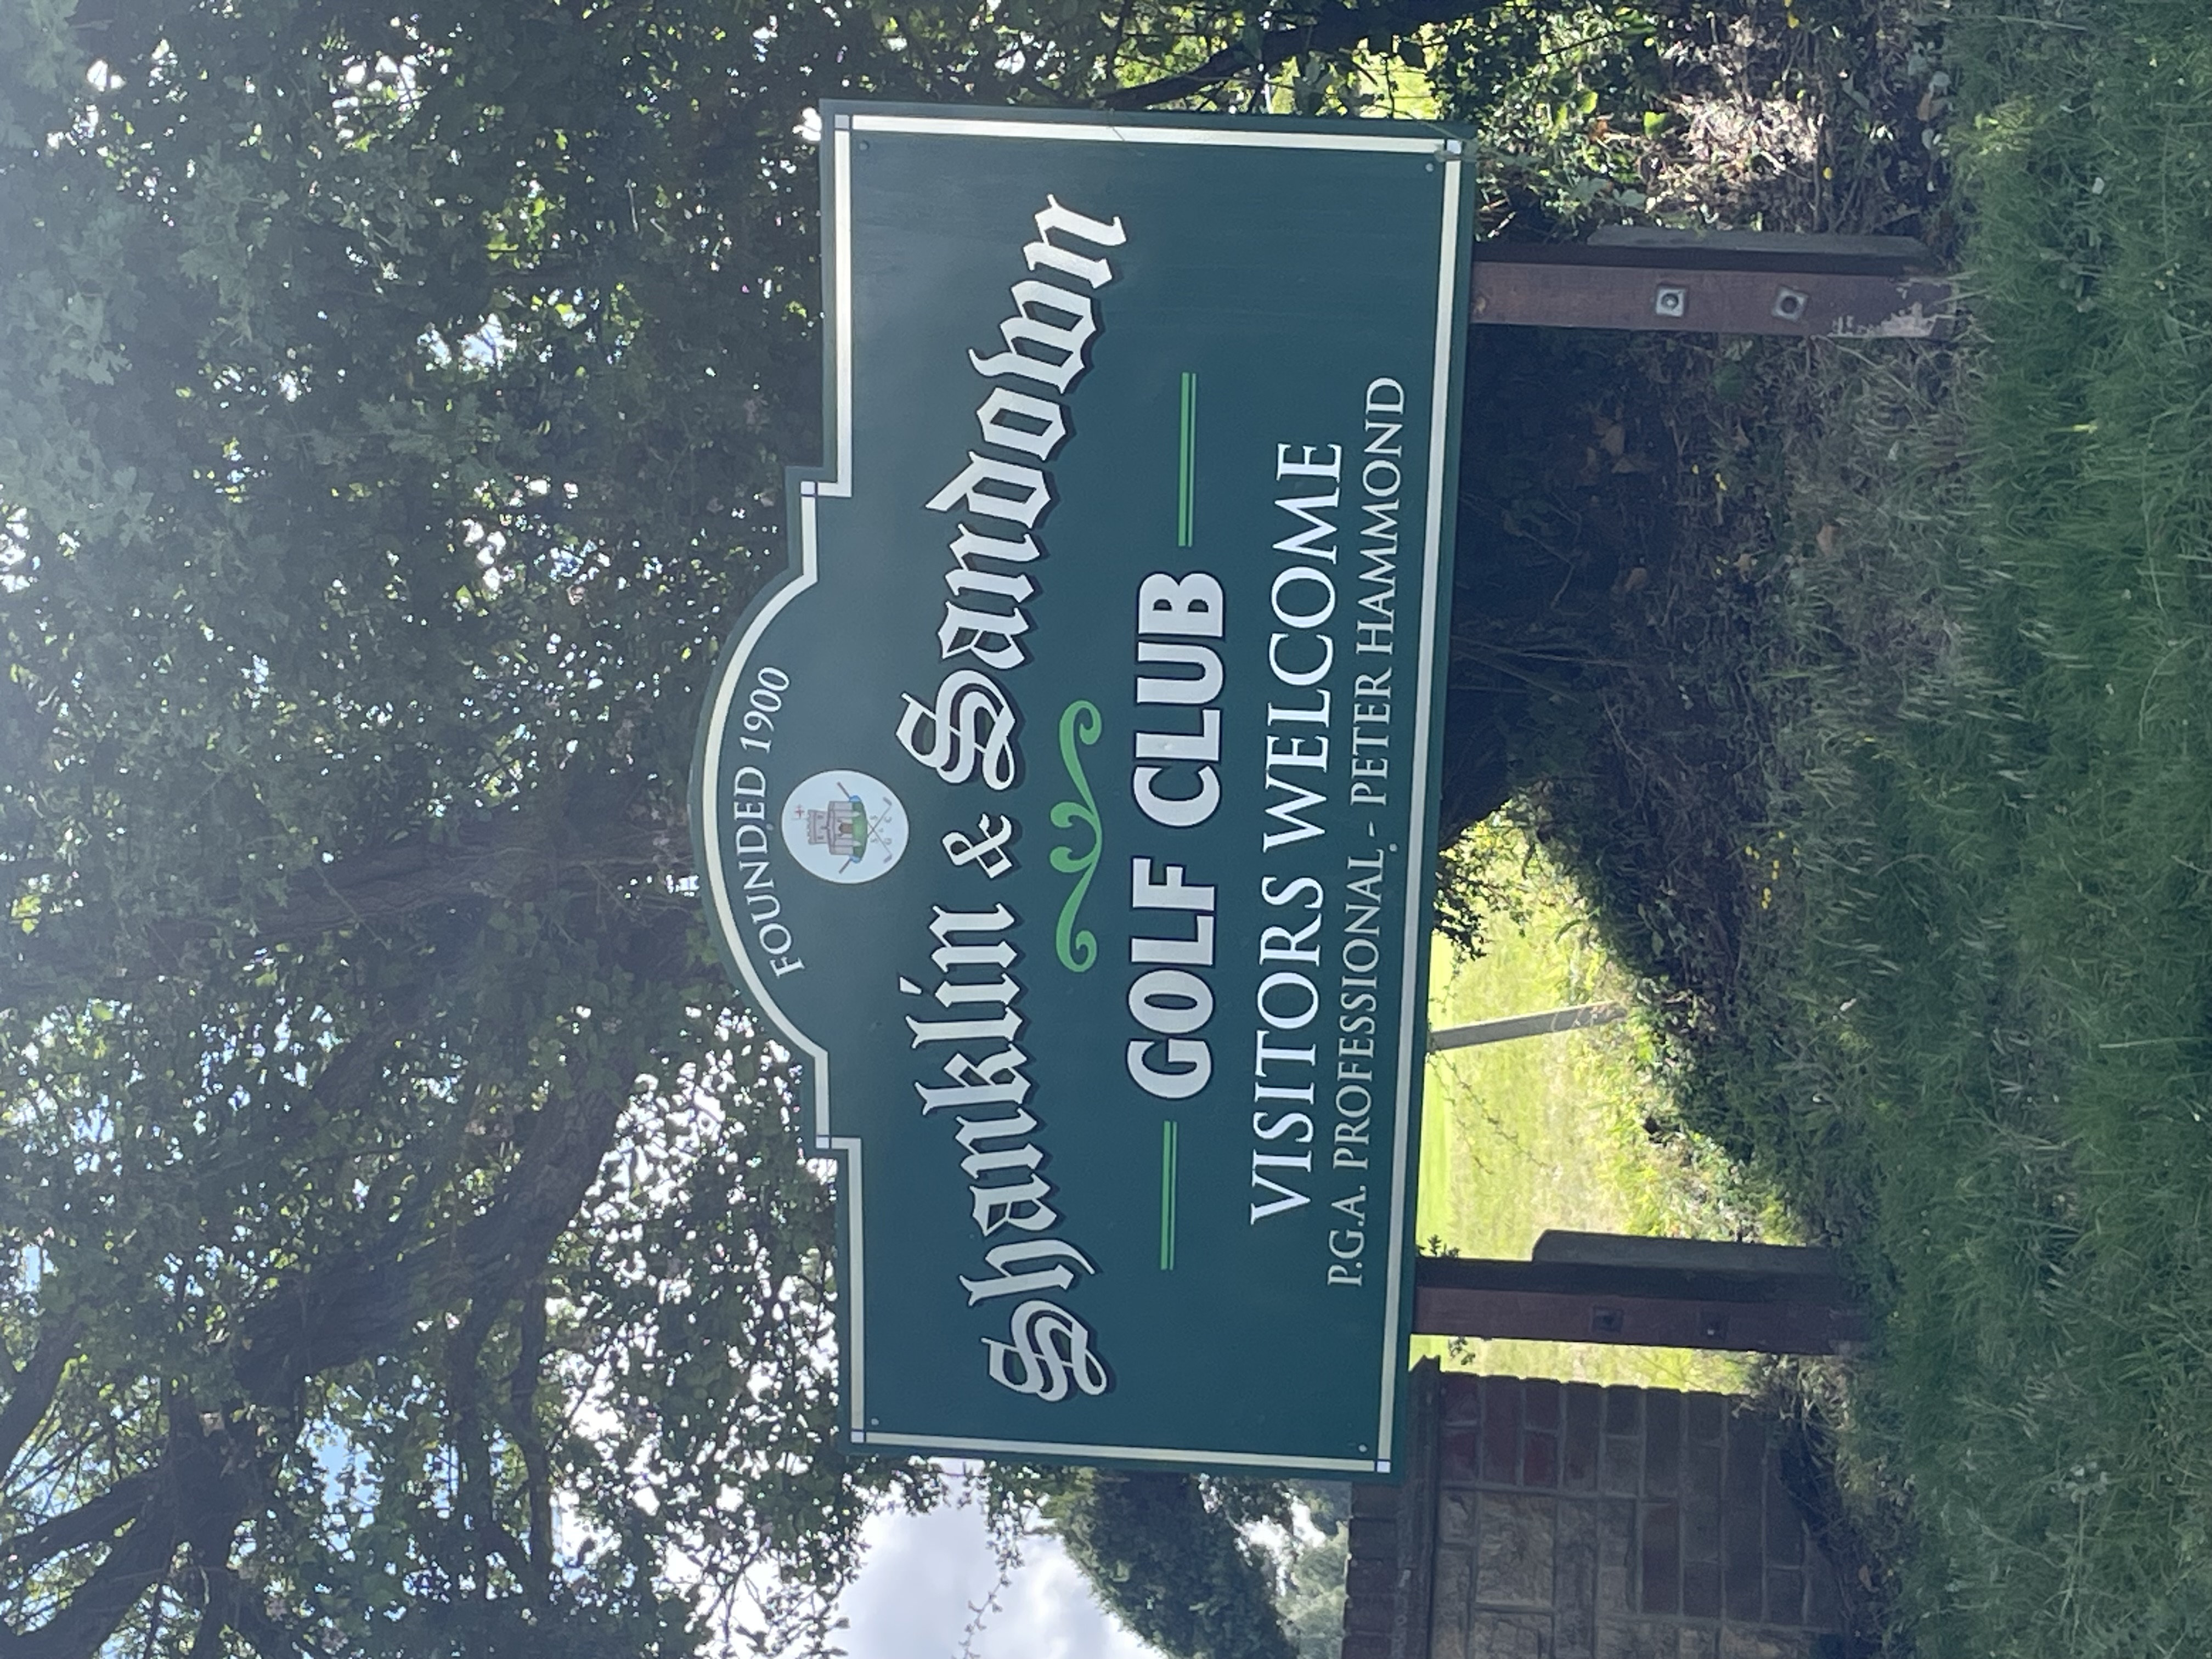 FOUNDED 1900
Shanklin & Sandown
GOLF CLUB
VISITORS WELCOME
P.G.A. PROFESSIONAL - PETER HAMMOND